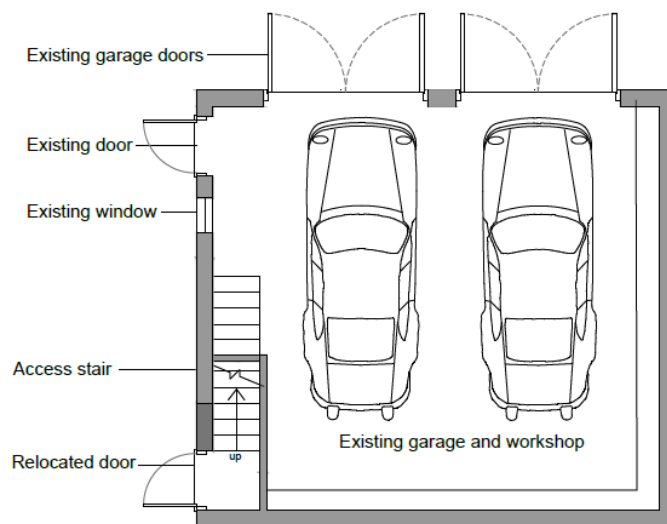 Existing garage doors
Existing door
Existing window
Access stair
up
Existing garage and workshop
Relocated door